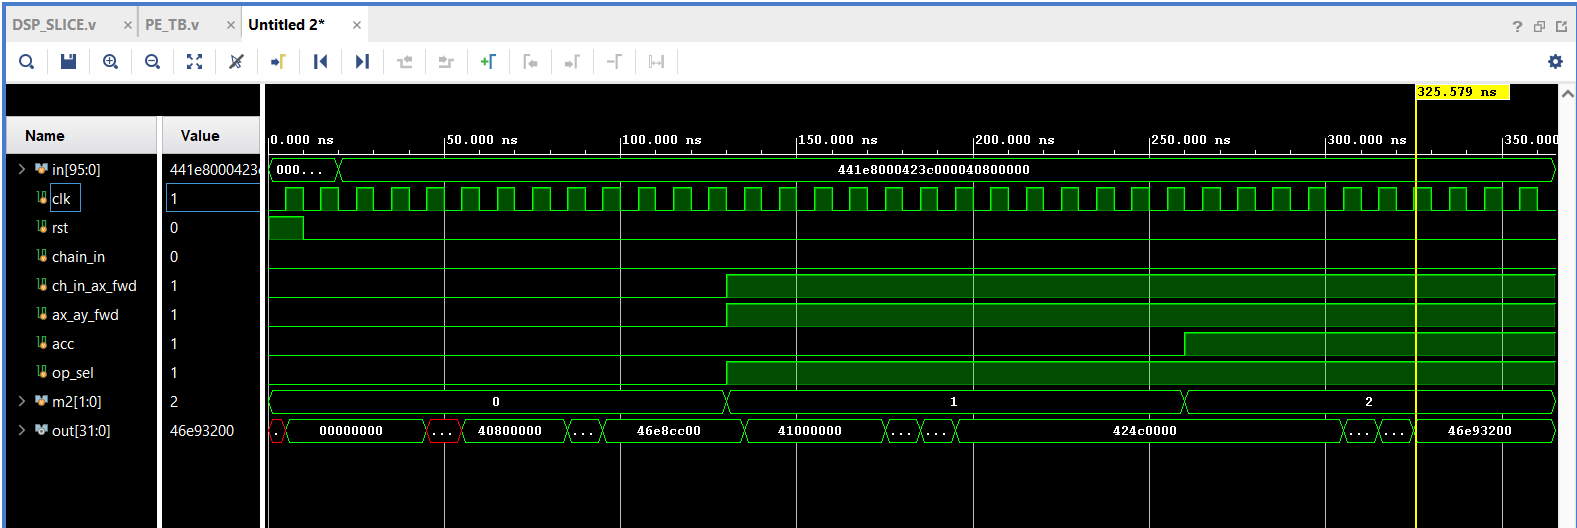 DSP_SLICE.v × PE_TB.v × Untitled 2* ×
?
325.579 ns
Name Value
0.000 ns 50.000 ns 100.000 ns 150.000 ns 200.000 ns 250.000 ns 300.000 ns 350.000
in[95:0] 441e8000423c 000... 441e8000423c000040800000
clk 1
rst 0
chain_in 0
ch_in_ax_fwd 1
ax_ay_fwd 1
acc 1
op_sel 1
m2[1:0] 2 0 1 2
out[31:0] 46e93200 . 00000000 ... 40800000 ... 46e8cc00 41000000 ... ... 424c0000 ... ... 46e93200